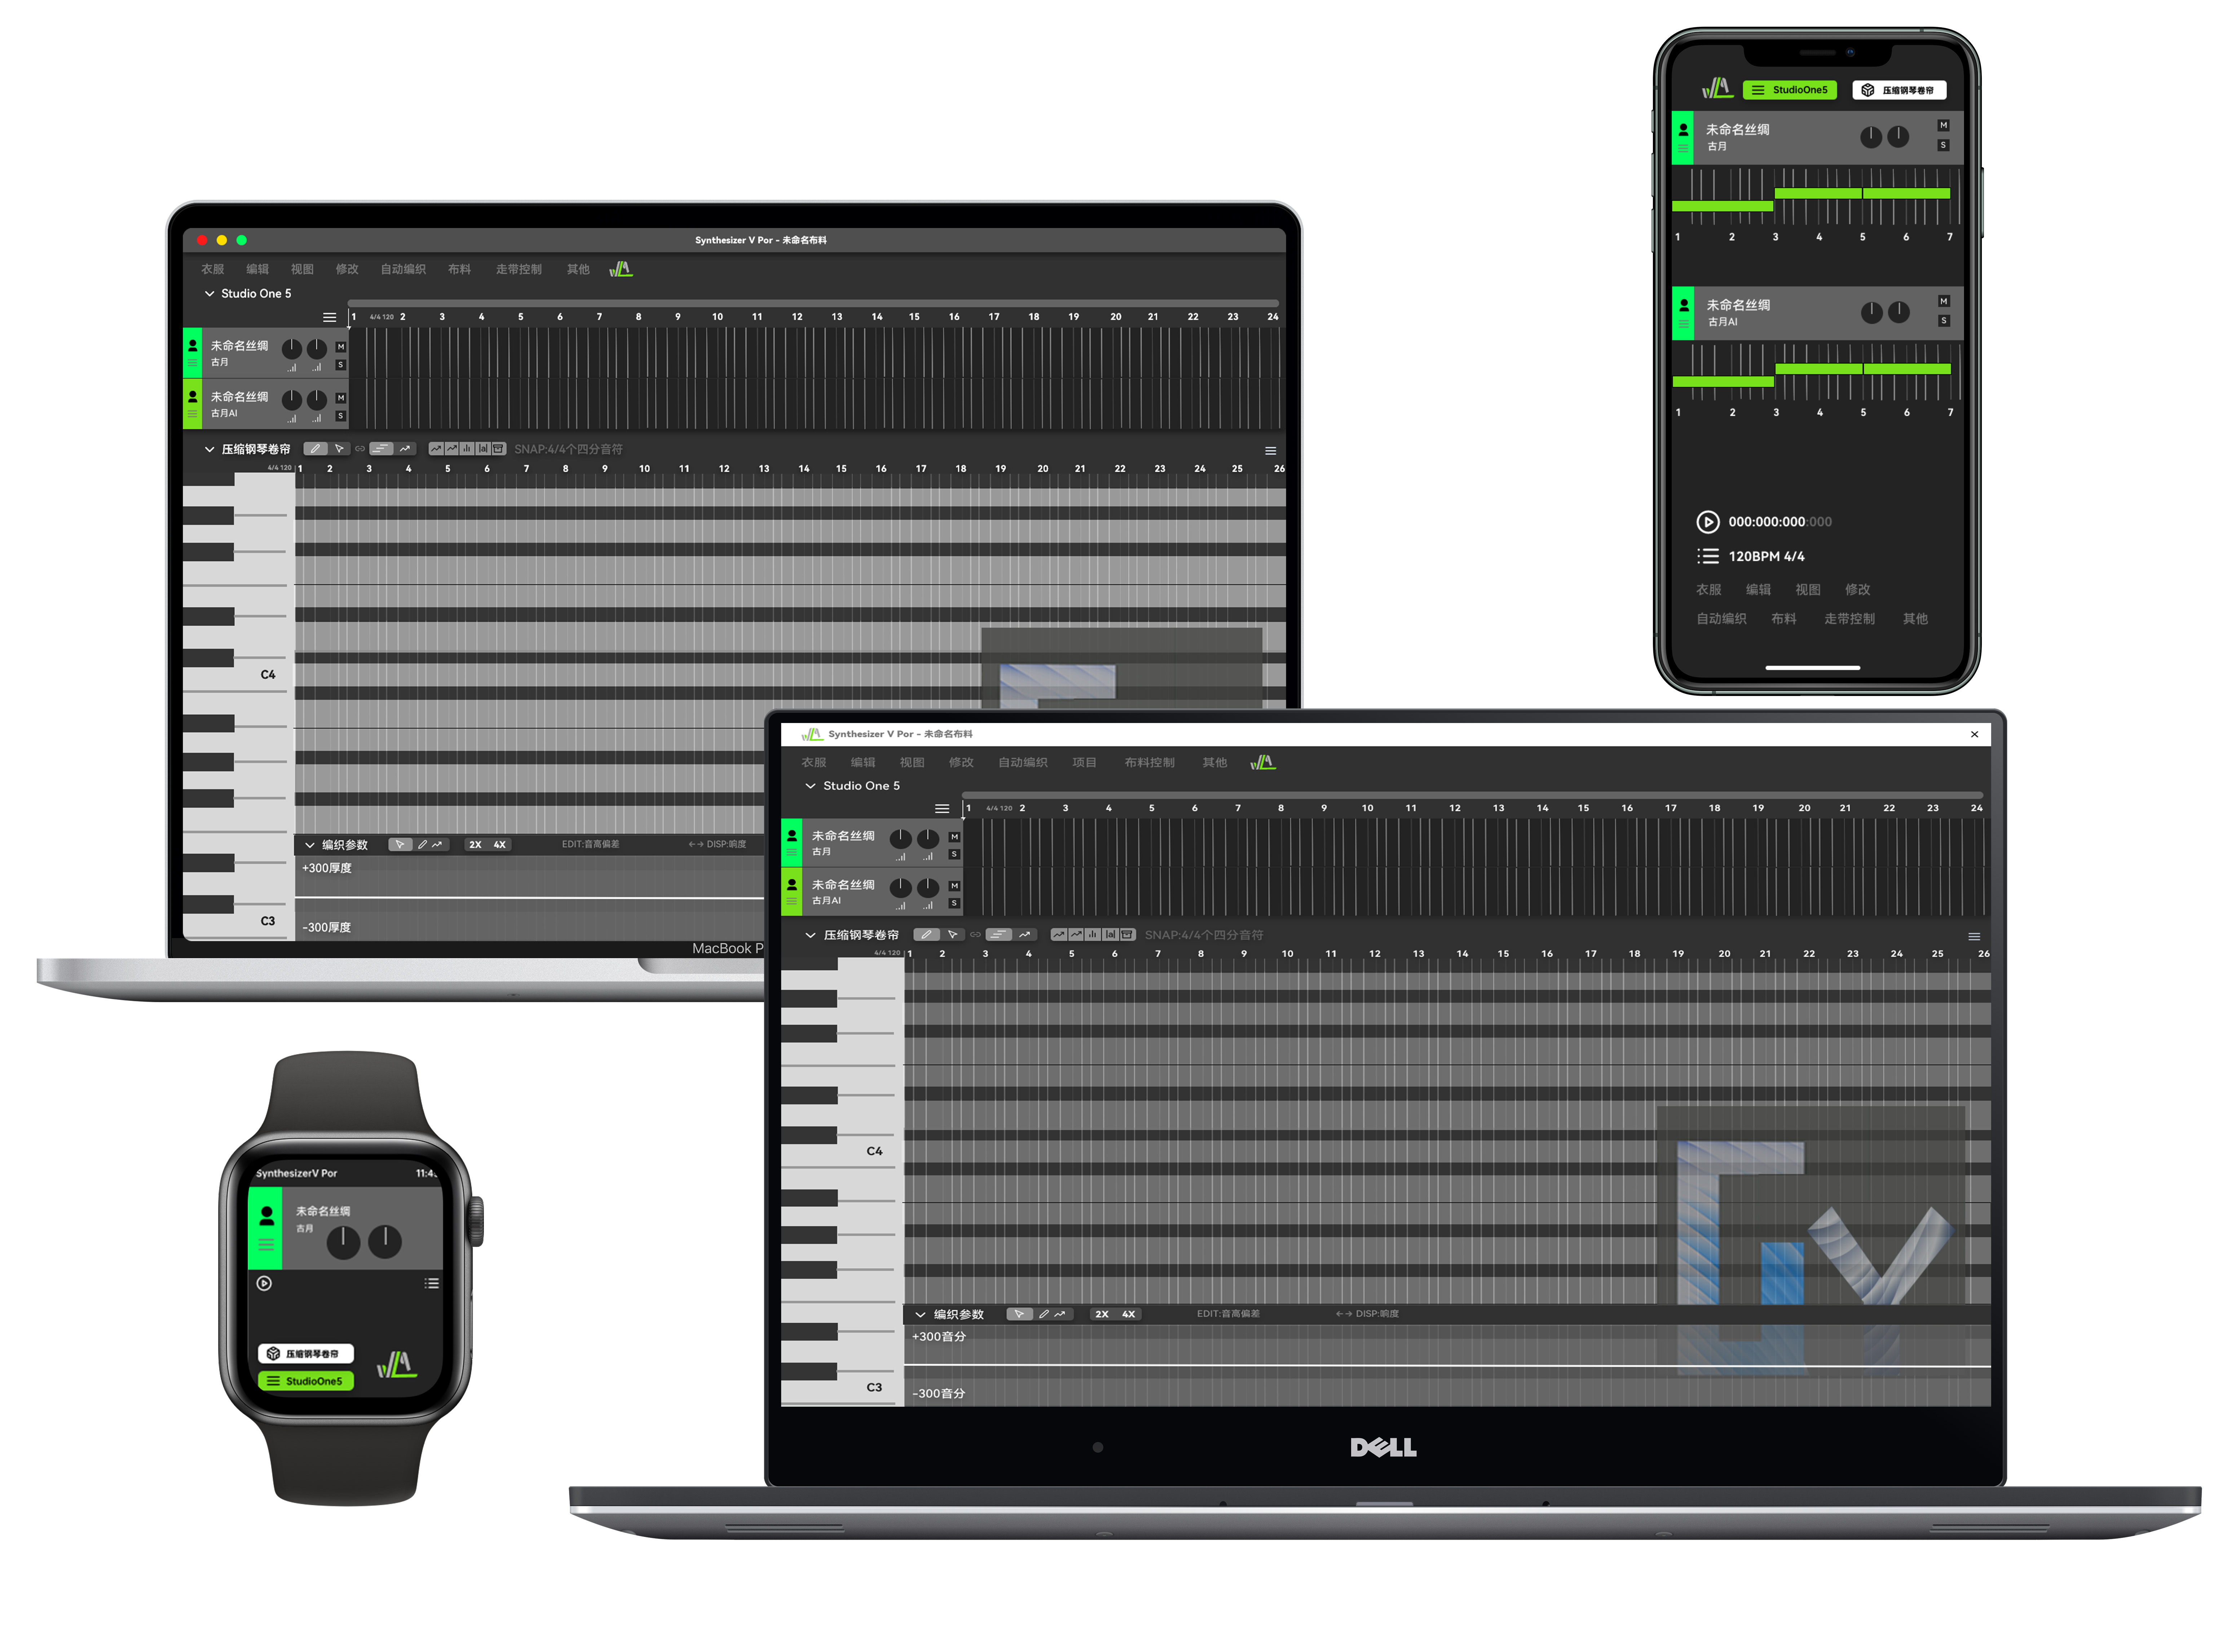 Synthesizer V Por - 未命名布料
衣服 编辑 视图 修改 自动编织 布料 走带控制 其他
Studio One 5
1 4/4 120 2 3 4 5 6 7 8 9 10 11 12 13 14 15 16 17 18 19 20 21 22 23 24
未命名丝绸 M
古月 S
未命名丝绸 M
古月AI S
压缩钢琴卷帘 SNAP:4/4个四分音符
4/4 120 1 2 3 4 5 6 7 8 9 10 11 12 13 14 15 16 17 18 19 20 21 22 23 24 25 26
C4
编织参数 2X 4X EDIT:音高偏差 DISP:响度
+300厚度
C3
-300厚度
MacBook P
StudioOne5 压缩钢琴卷帘
未命名丝绸 M
古月 S
1 2 3 4 5 6 7
未命名丝绸 M
古月AI S
1 2 3 4 5 6 7
000:000:000:000
120BPM 4/4
衣服 编辑 视图 修改
自动编织 布料 走带控制 其他
Synthesizer V Por - 未命名布料
衣服 编辑 视图 修改 自动编织 项目 布料控制 其他
Studio One 5
1 4/4 120 2 3 4 5 6 7 8 9 10 11 12 13 14 15 16 17 18 19 20 21 22 23 24
未命名丝绸 M
古月 S
未命名丝绸 M
古月AI S
压缩钢琴卷帘 SNAP:4/4个四分音符
4/4 120 1 2 3 4 5 6 7 8 9 10 11 12 13 14 15 16 17 18 19 20 21 22 23 24 25 26
C4
编织参数 2X 4X EDIT:音高偏差 DISP:响度
+300音分
C3
-300音分
DELL
SynthesizerV Por 11:4
未命名丝绸
古月
压缩钢琴卷帘
StudioOne5